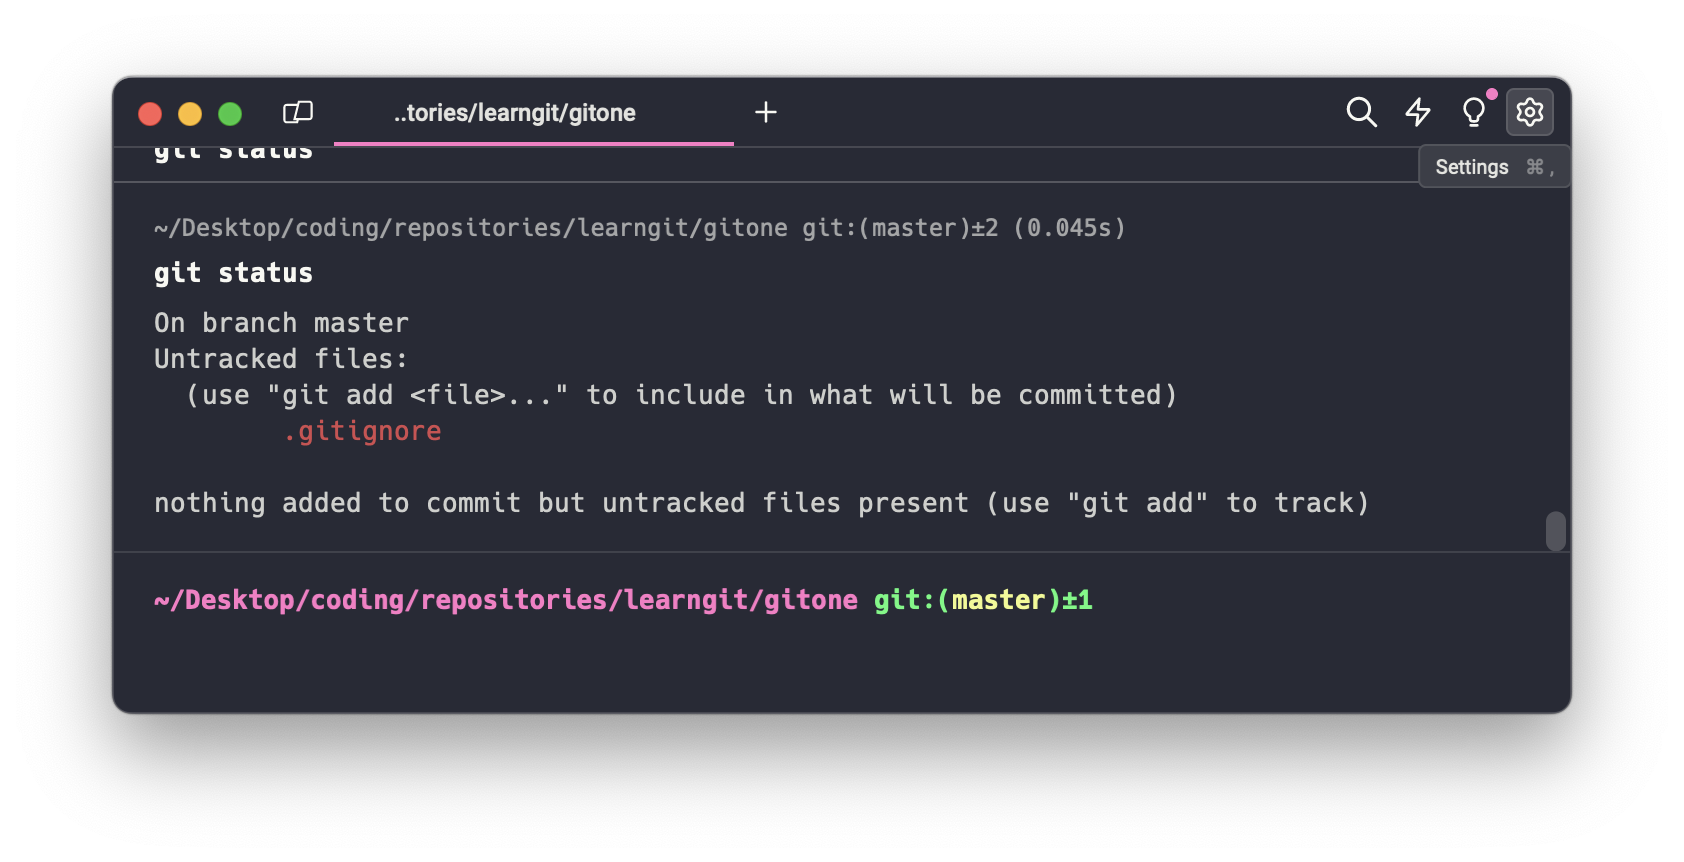 ..tories/learngit/gitone
git status
Settings ⌘ ,
~/Desktop/coding/repositories/learngit/gitone git:(master)±2 (0.045s)
git status
On branch master
Untracked files:
  (use "git add <file>..." to include in what will be committed)
        .gitignore
nothing added to commit but untracked files present (use "git add" to track)
~/Desktop/coding/repositories/learngit/gitone git:(master)±1